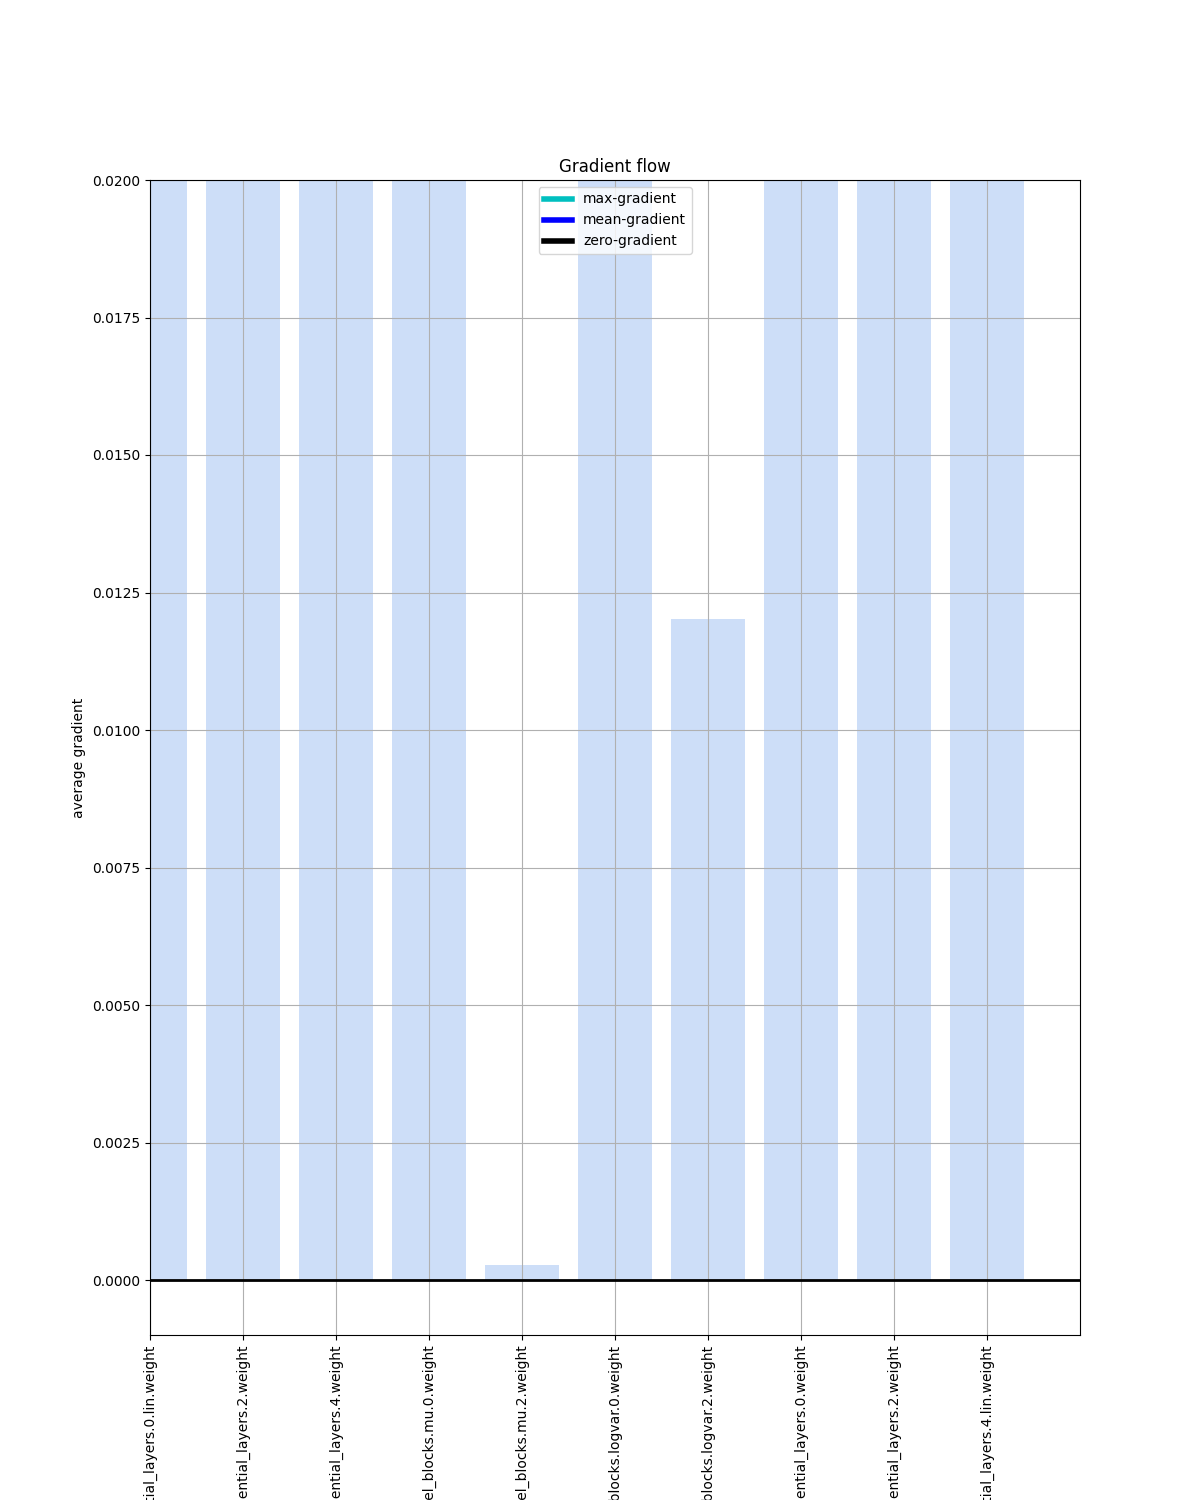 Gradient flow
max-gradient
mean-gradient
zero-gradient
0.0200
0.0175
0.0150
0.0125
0.0100
0.0075
0.0050
0.0025
0.0000
average gradient
tial_layers.0.lin.weight
ential_layers.2.weight
ential_layers.4.weight
el_blocks.mu.0.weight
el_blocks.mu.2.weight
blocks.logvar.0.weight
blocks.logvar.2.weight
ential_layers.0.weight
ential_layers.2.weight
tial_layers.4.lin.weight